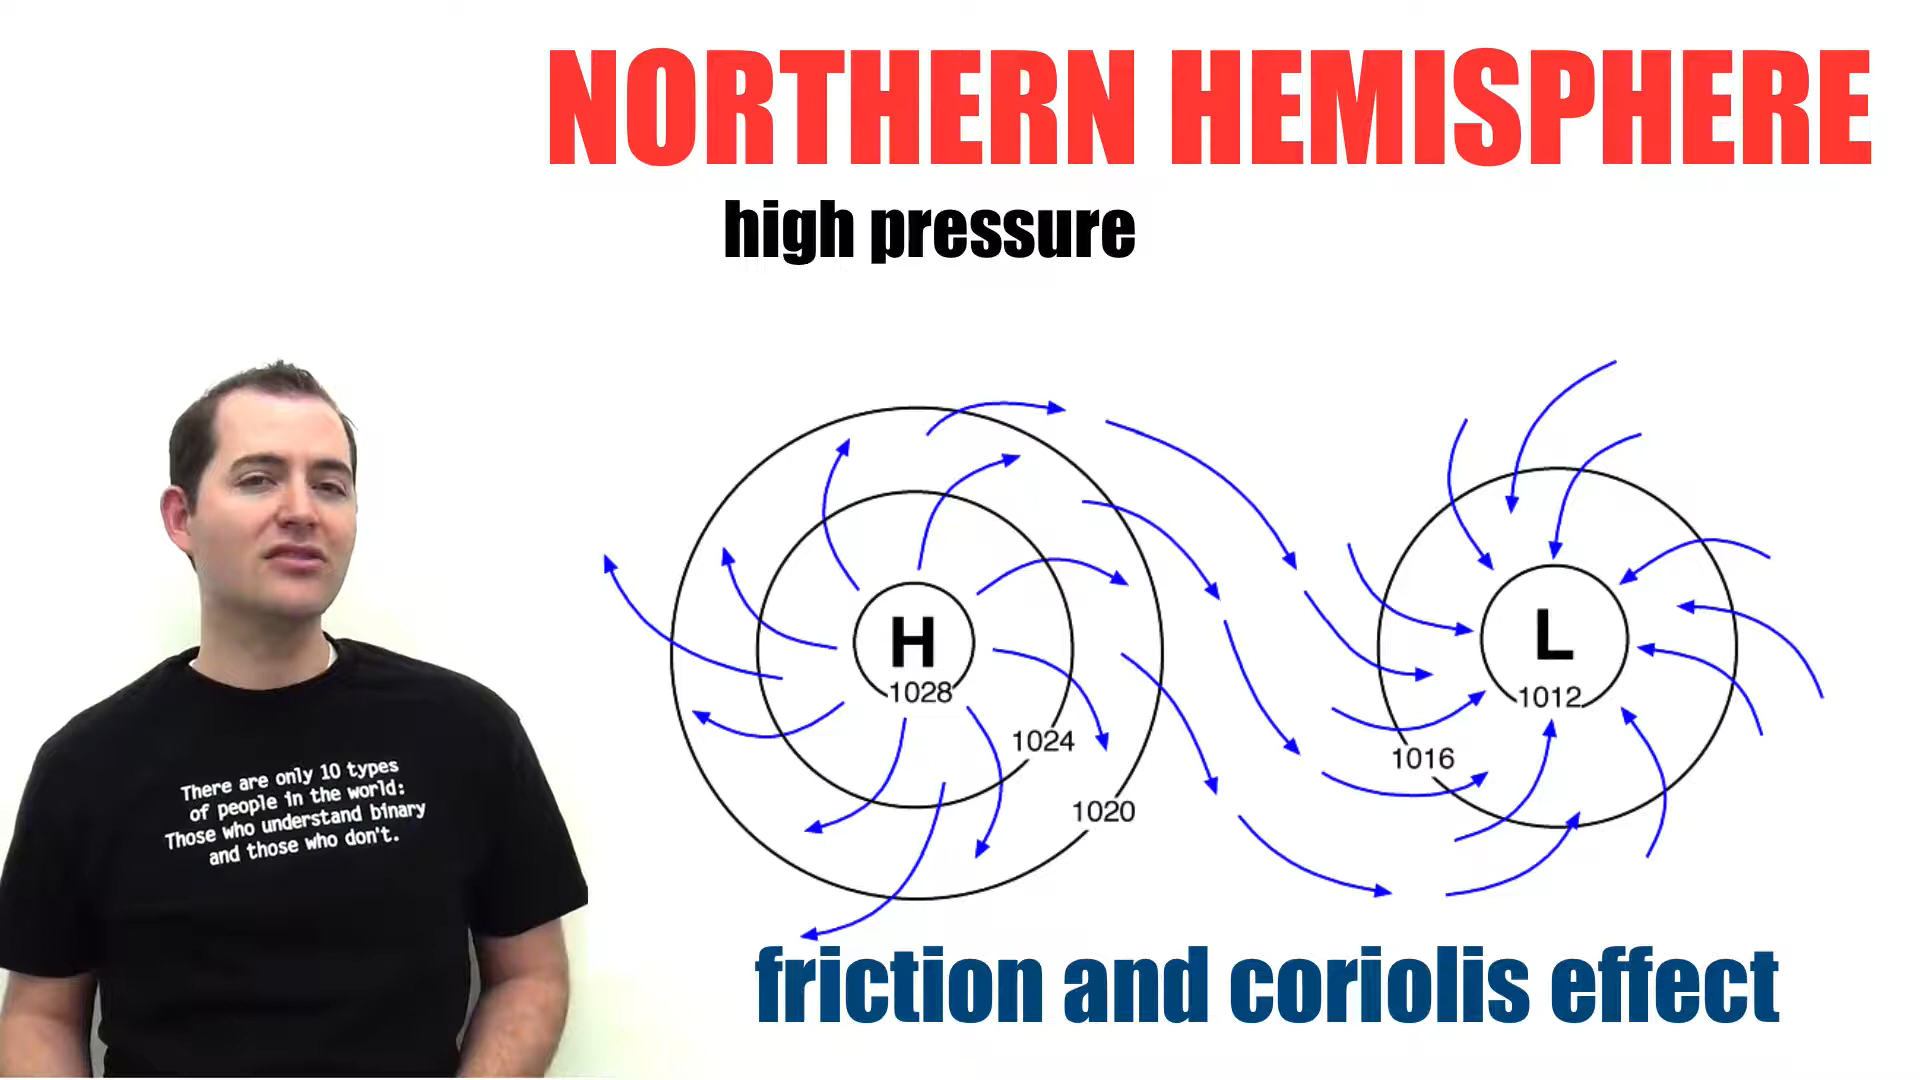 NORTHERN HEMISPHERE
high pressure
H
1028
1024
1020
L
1012
1016
There are only 10 types
of people in the world:
Those who understand binary
and those who don't.
friction and coriolis effect